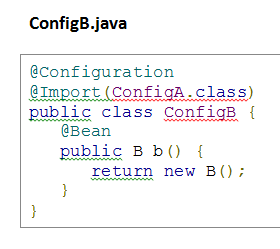 ConfigB.java
@Configuration
@Import(ConfigA.class)
public class ConfigB {
    @Bean
    public B b() {
        return new B();
    }
}